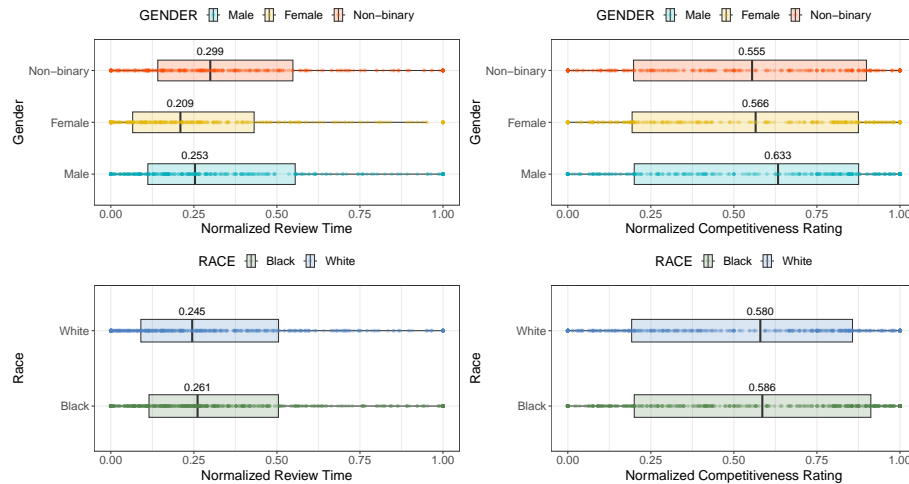 GENDER Male Female Non-binary
0.299
Non-binary
0.209
Female
0.253
Male
Gender
0.00 0.25 0.50 0.75 1.00
Normalized Review Time
GENDER Male Female Non-binary
0.555
Non-binary
0.566
Female
0.633
Male
Gender
0.00 0.25 0.50 0.75 1.00
Normalized Competitiveness Rating
RACE Black White
0.245
White
0.261
Black
Race
0.00 0.25 0.50 0.75 1.00
Normalized Review Time
RACE Black White
0.580
White
0.586
Black
Race
0.00 0.25 0.50 0.75 1.00
Normalized Competitiveness Rating